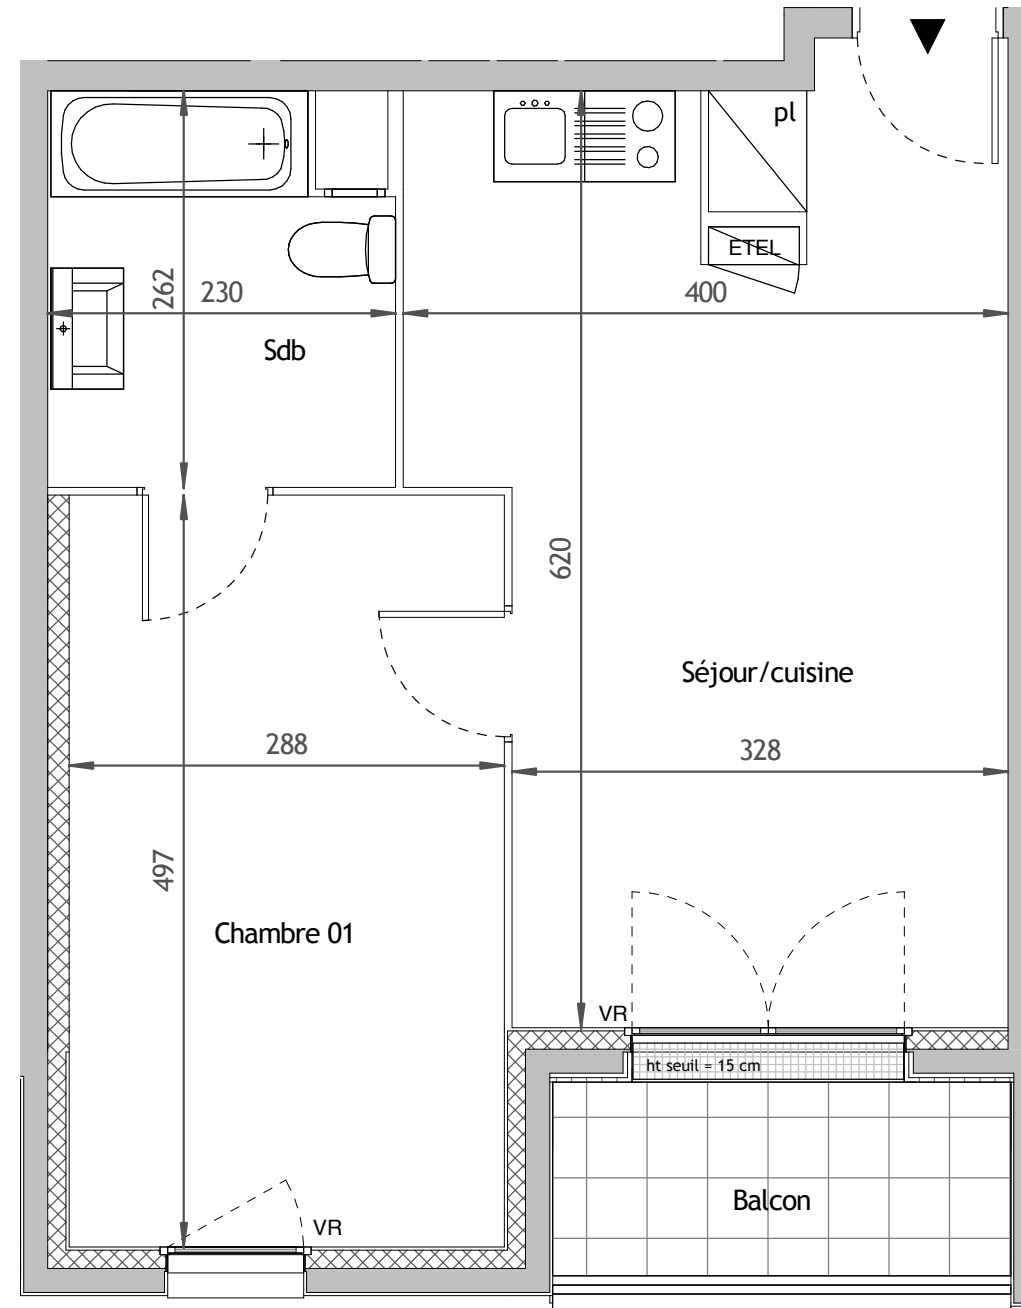 pl
ETEL
262
230
400
Sdb
620
Séjour/cuisine
288
328
497
Chambre 01
VR
ht seuil = 15 cm
Balcon
VR